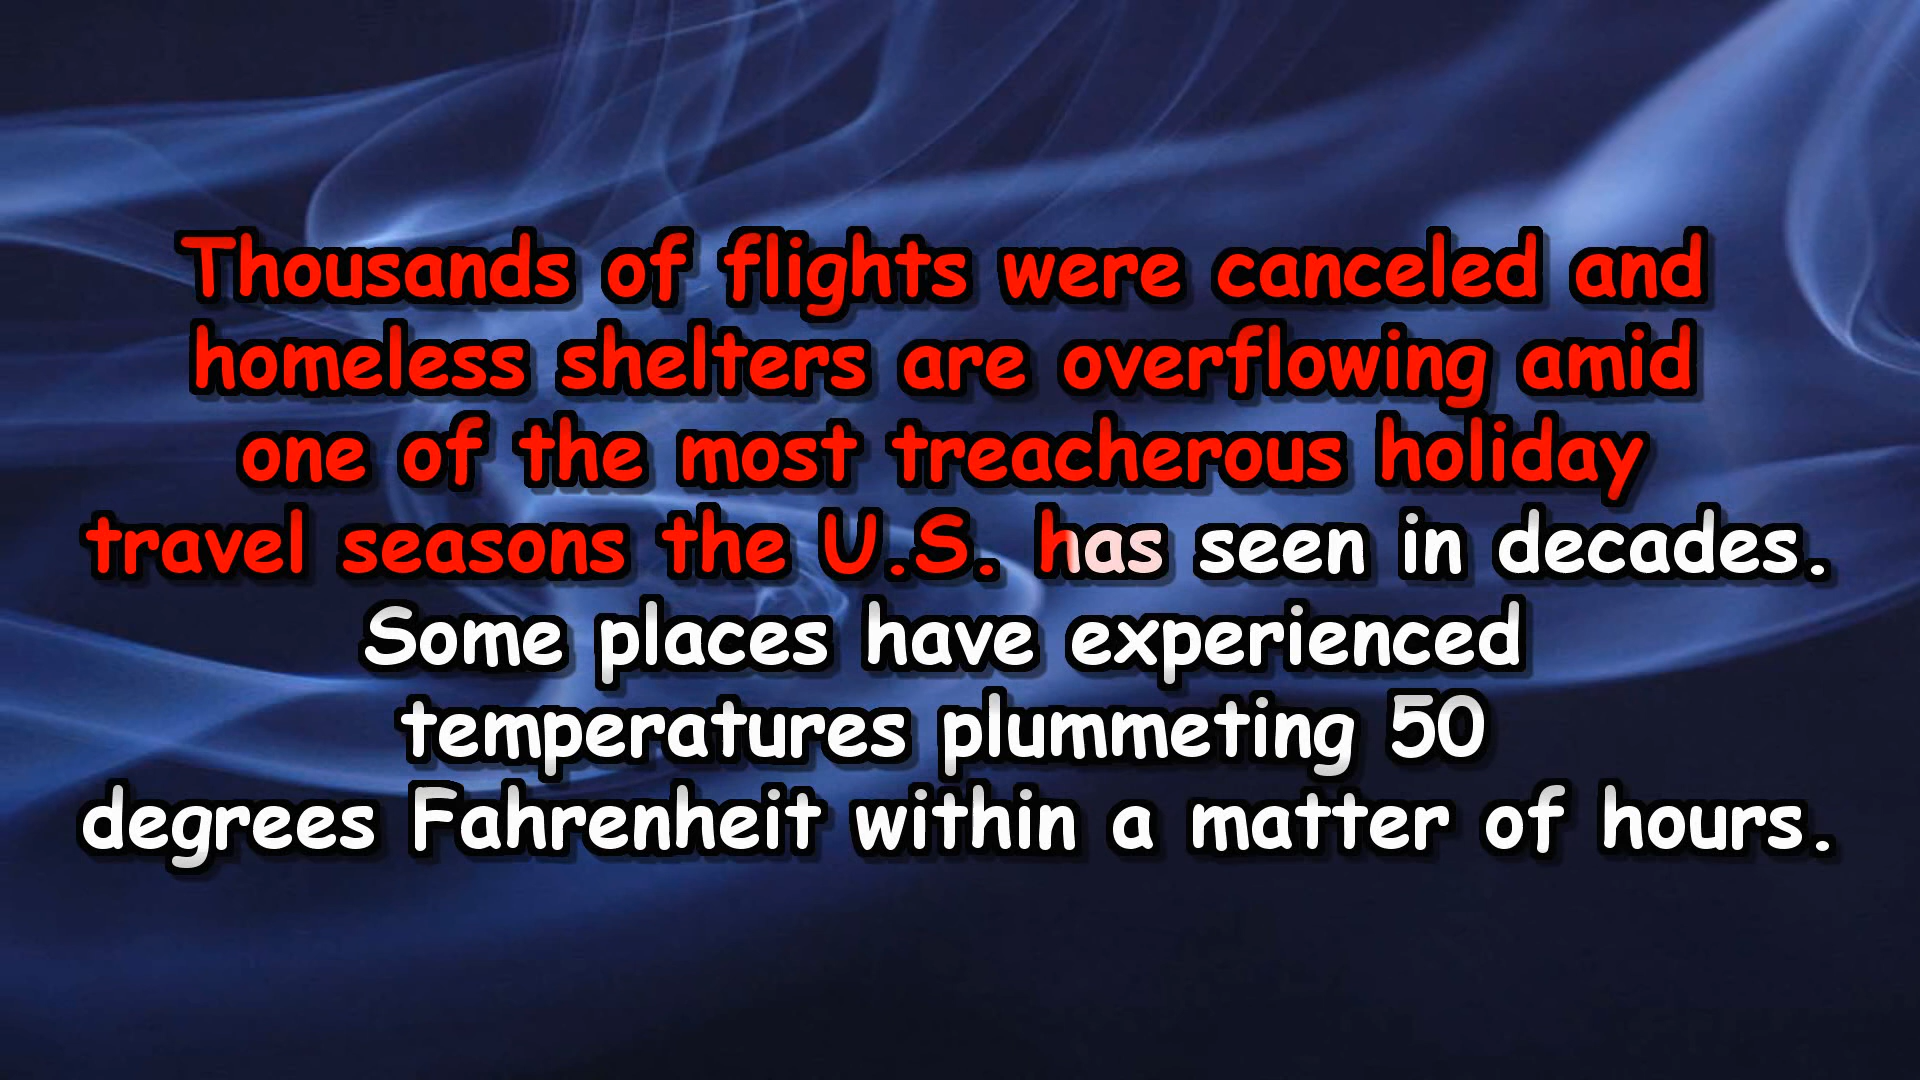 Thousands of flights were canceled and
homeless shelters are overflowing amid
one of the most treacherous holiday
travel seasons the U.S. has seen in decades.
Some places have experienced
temperatures plummeting 50
degrees Fahrenheit within a matter of hours.